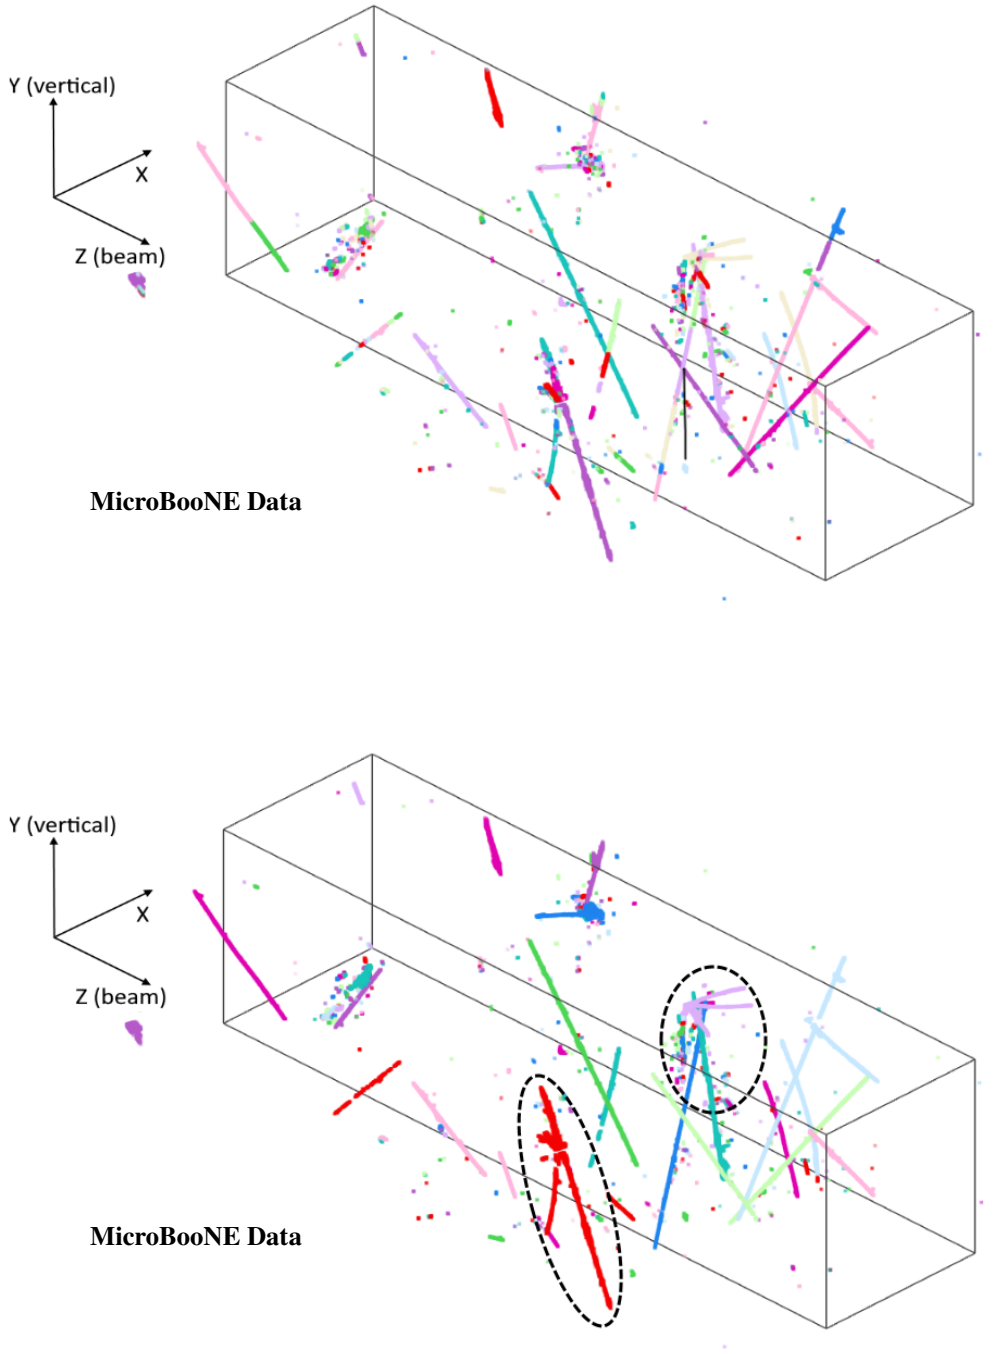 Y (vertical)
X
Z (beam)
MicroBooNE Data
Y (vertical)
X
Z (beam)
MicroBooNE Data